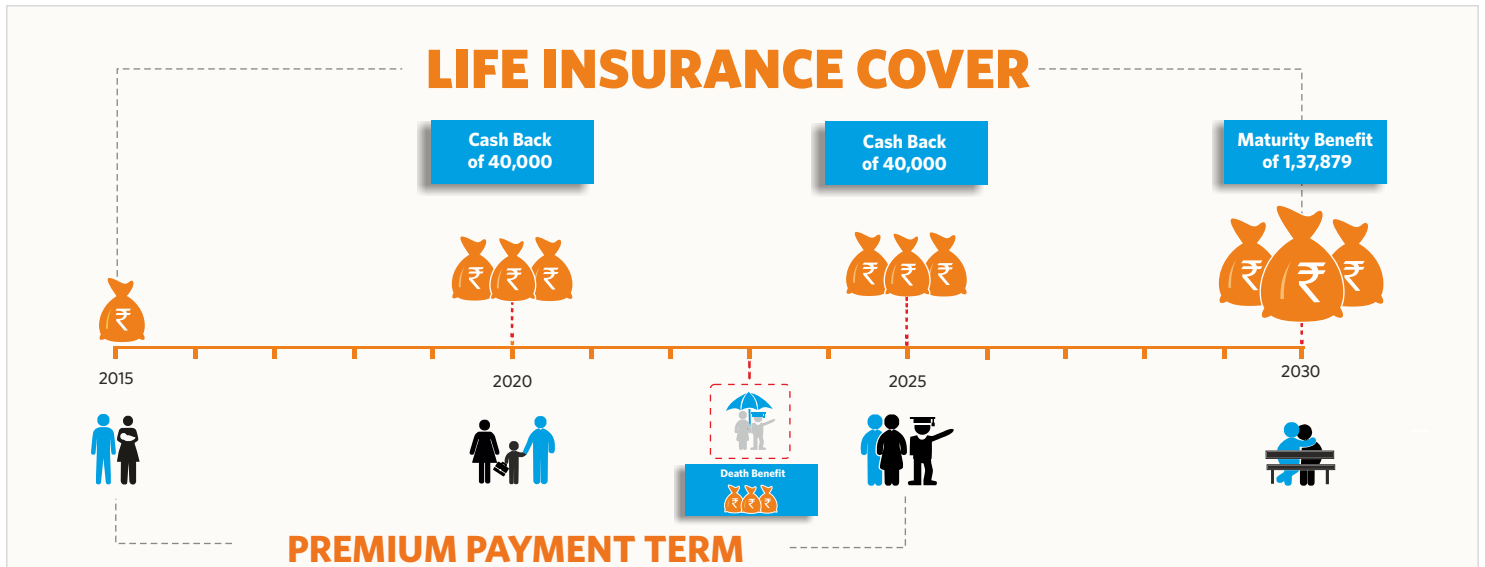 LIFE INSURANCE COVER
Cash Back
of 40,000
Cash Back
of 40,000
Maturity Benefit
of 1,37,879
₹
₹ ₹ ₹
₹ ₹ ₹
₹ ₹ ₹
2015
2020
2025
2030
Death Benefit
₹ ₹ ₹
PREMIUM PAYMENT TERM